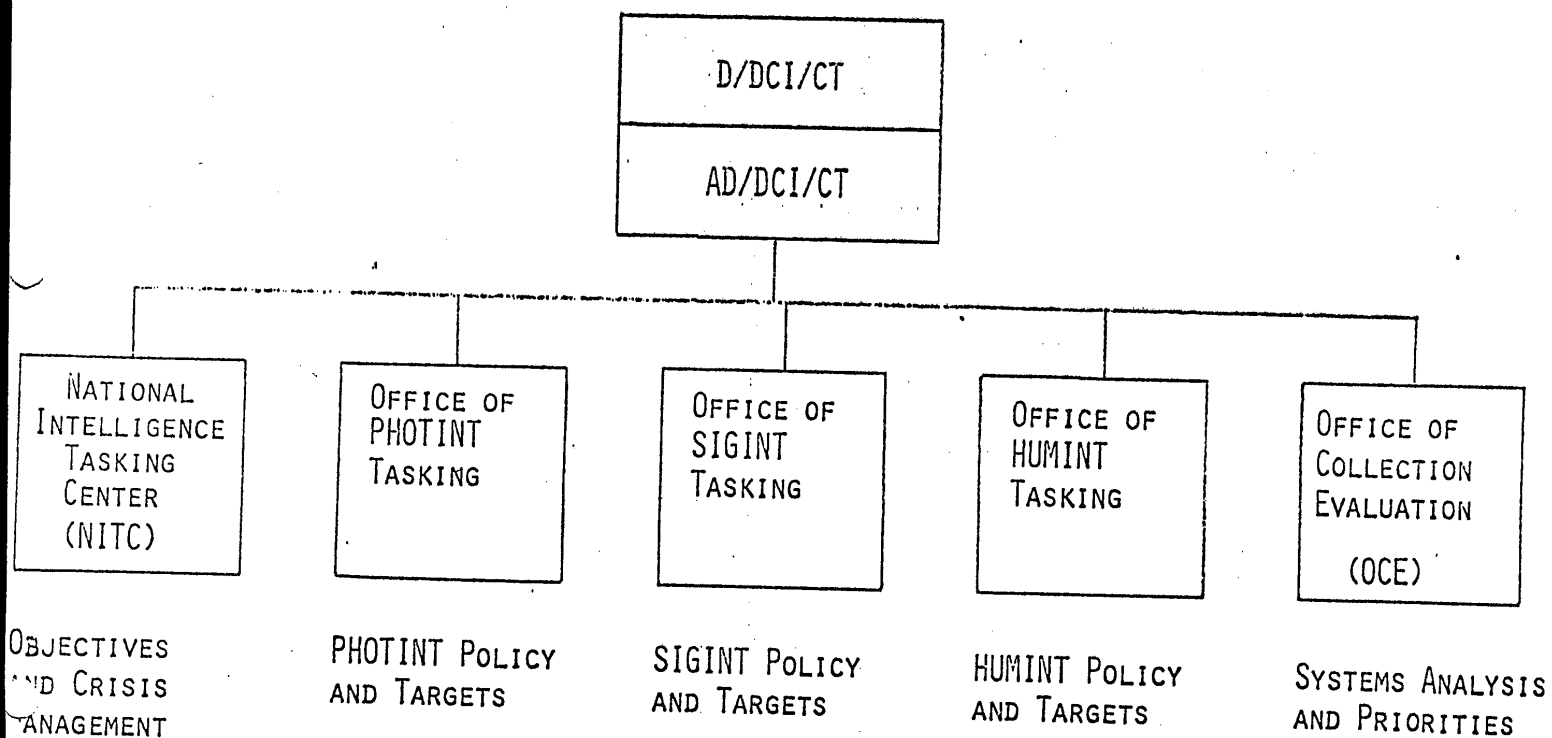 D/DCI/CT
AD/DCI/CT
NATIONAL
INTELLIGENCE
TASKING
CENTER
(NITC)
OFFICE OF
PHOTINT
TASKING
OFFICE OF
SIGINT
TASKING
OFFICE OF
HUMINT
TASKING
OFFICE OF
COLLECTION
EVALUATION
(OCE)
OBJECTIVES
AND CRISIS
MANAGEMENT
PHOTINT POLICY
AND TARGETS
SIGINT POLICY
AND TARGETS
HUMINT POLICY
AND TARGETS
SYSTEMS ANALYSIS
AND PRIORITIES